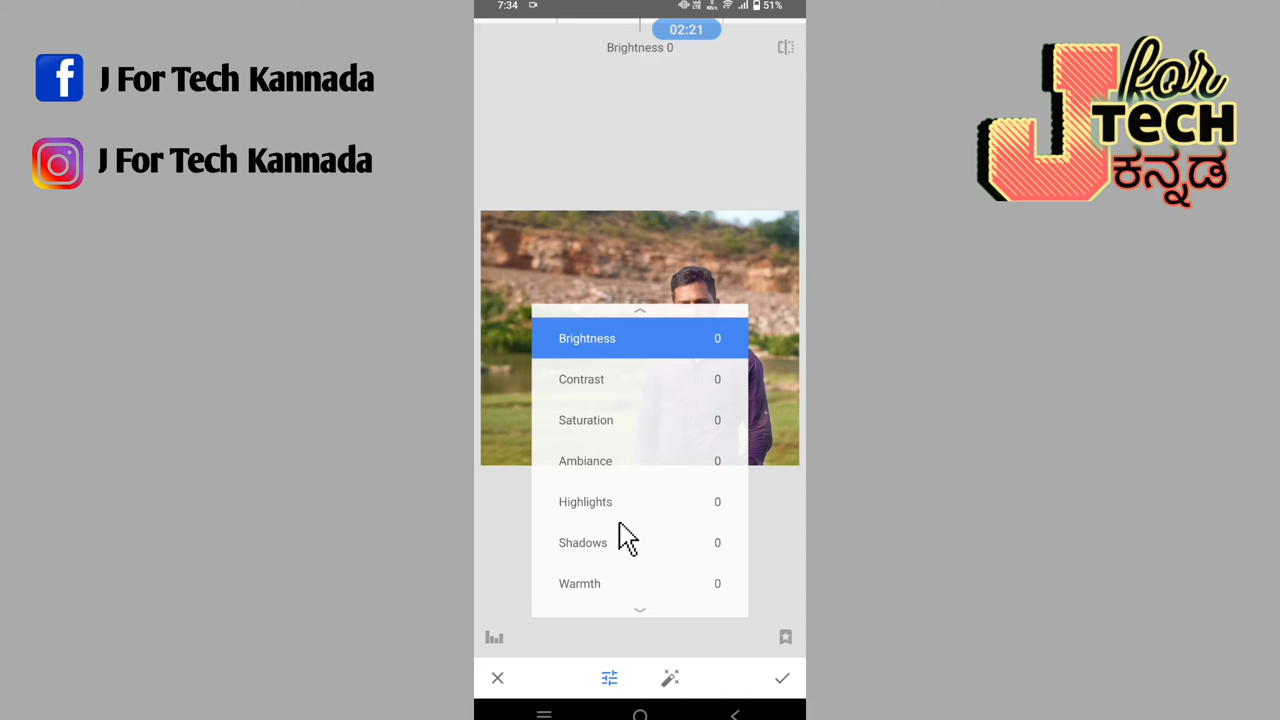 7:34
51%
02:21
Brightness 0
J For Tech Kannada
J For Tech Kannada
J for
Tech
ಕನ್ನಡ
Brightness 0
Contrast 0
Saturation 0
Ambiance 0
Highlights 0
Shadows 0
Warmth 0